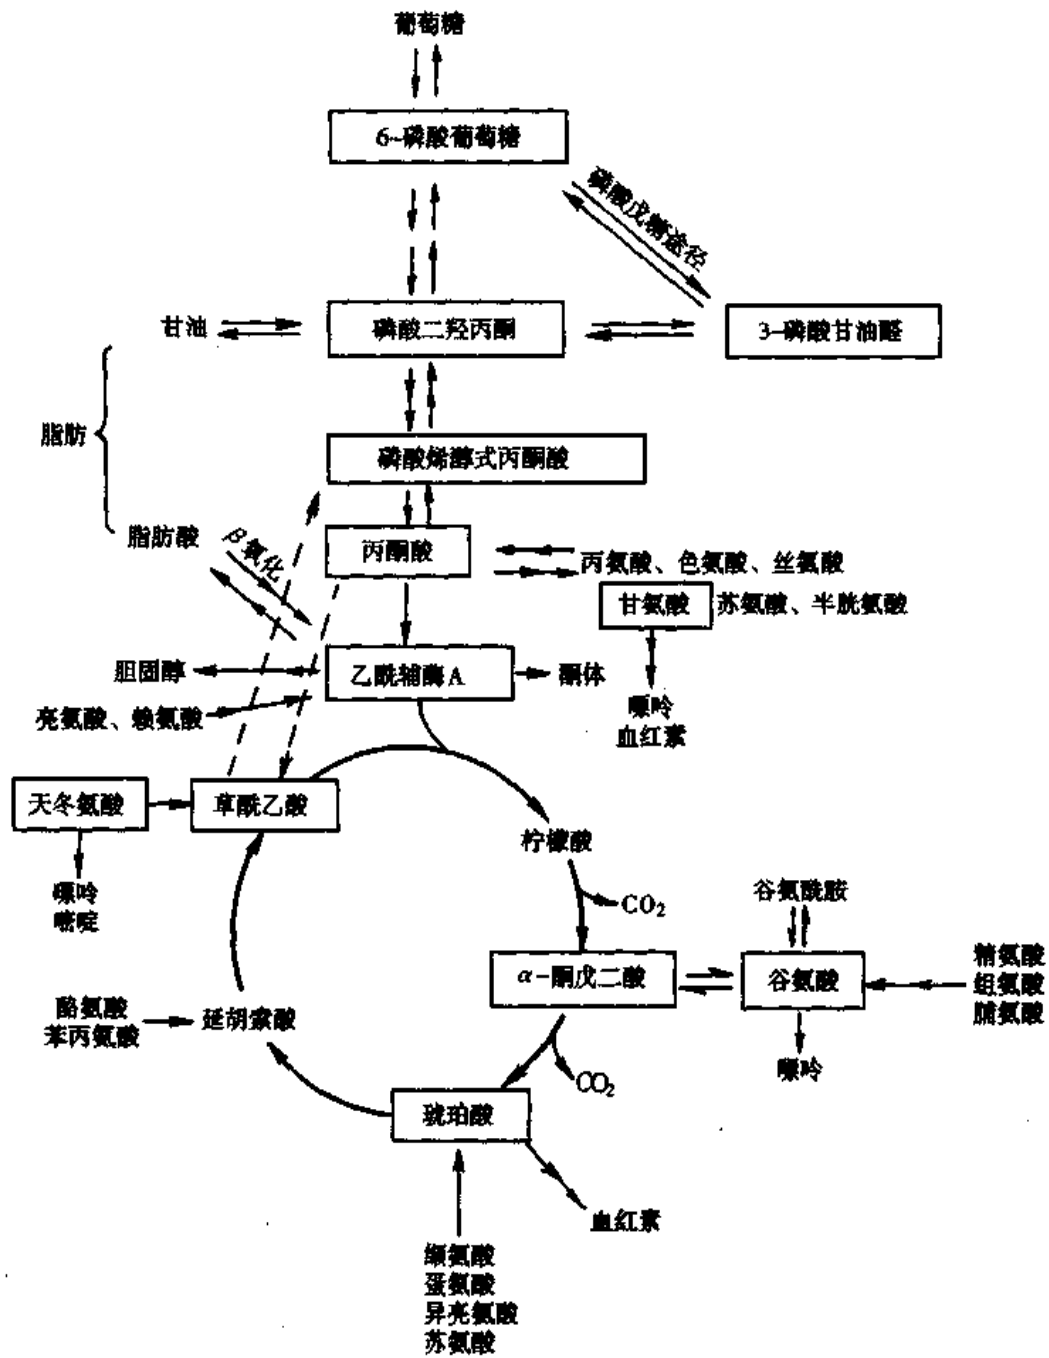 葡萄糖
6-磷酸葡萄糖
磷酸戊糖途径
甘油
磷酸二羟丙酮
3-磷酸甘油醛
脂肪
磷酸烯醇式丙酮酸
脂肪酸
β氧化
丙酮酸
丙氨酸、色氨酸、丝氨酸
甘氨酸
苏氨酸、半胱氨酸
胆固醇
乙酰辅酶A
酮体
嘌呤
血红素
亮氨酸、赖氨酸
天冬氨酸
草酰乙酸
柠檬酸
嘌呤
嘧啶
CO₂
谷氨酰胺
α-酮戊二酸
谷氨酸
精氨酸
组氨酸
脯氨酸
酪氨酸
苯丙氨酸
延胡索酸
嘌呤
CO₂
琥珀酸
血红素
缬氨酸
蛋氨酸
异亮氨酸
苏氨酸